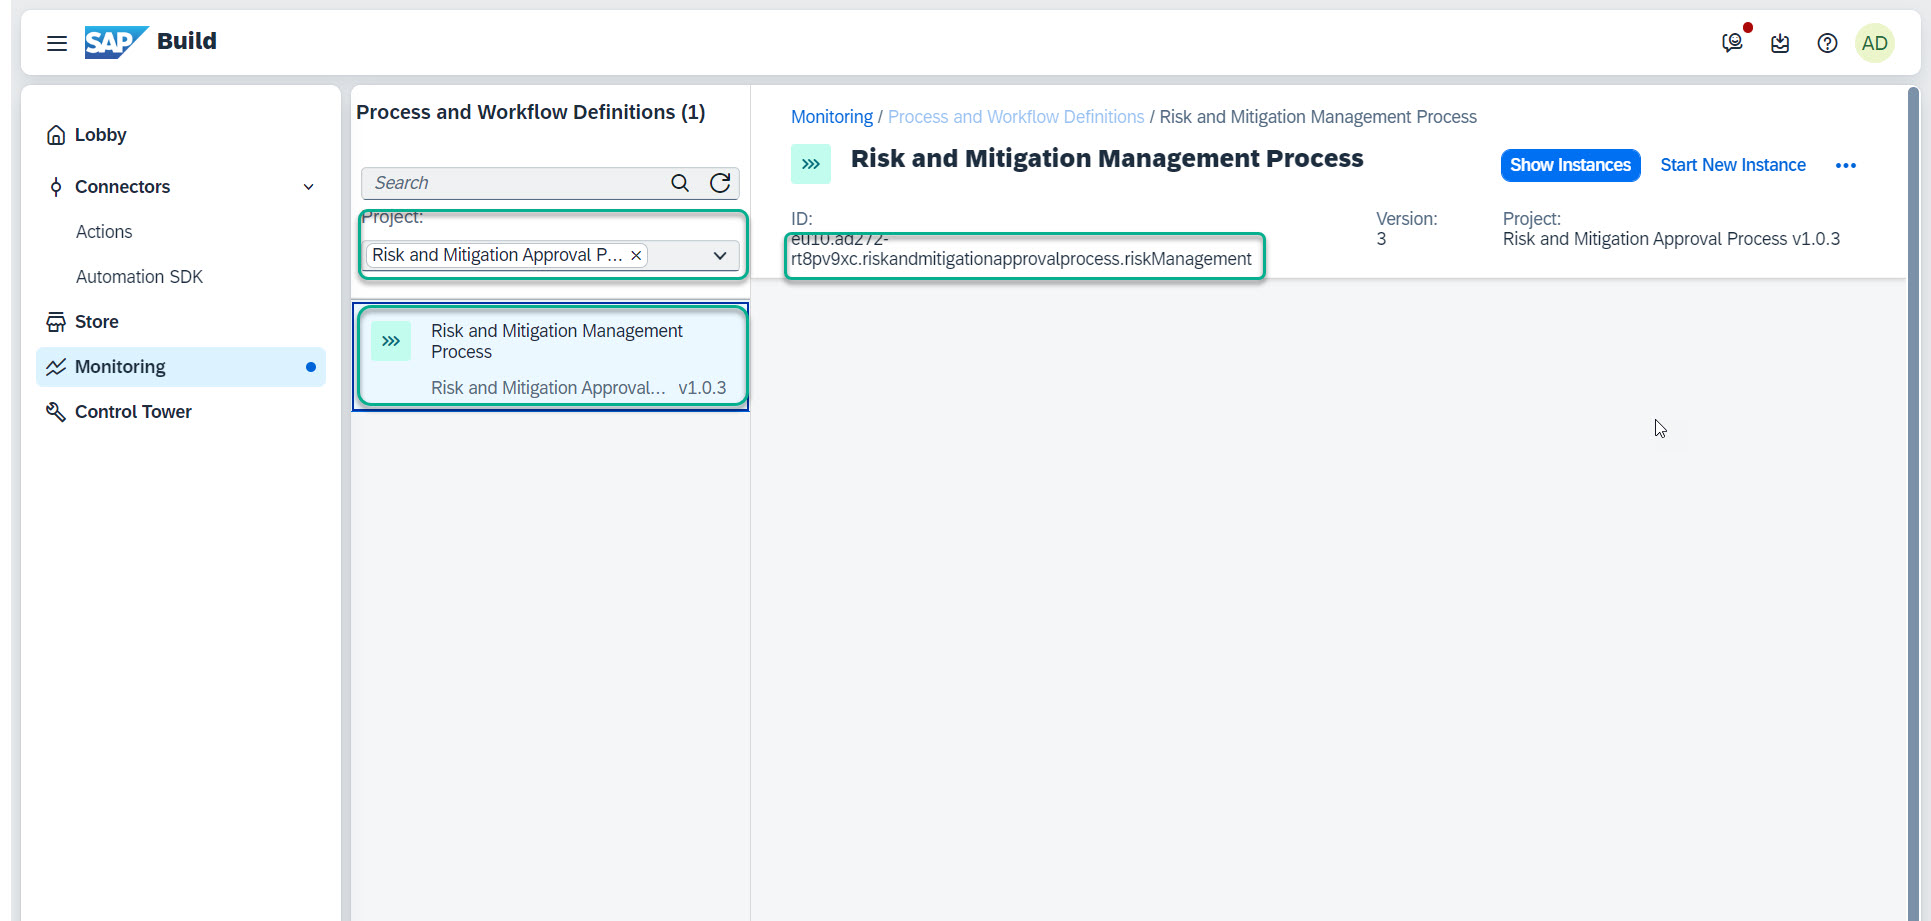 SAP Build
AD
Lobby
Connectors
Actions
Automation SDK
Store
Monitoring
Control Tower
Process and Workflow Definitions (1)
Search
Project:
Risk and Mitigation Approval P...
Risk and Mitigation Management
Process
Risk and Mitigation Approval... v1.0.3
Monitoring / Process and Workflow Definitions / Risk and Mitigation Management Process
Risk and Mitigation Management Process
Show Instances
Start New Instance
ID:
eu10.ad272-
rt8pv9xc.riskandmitigationapprovalprocess.riskManagement
Version:
3
Project:
Risk and Mitigation Approval Process v1.0.3